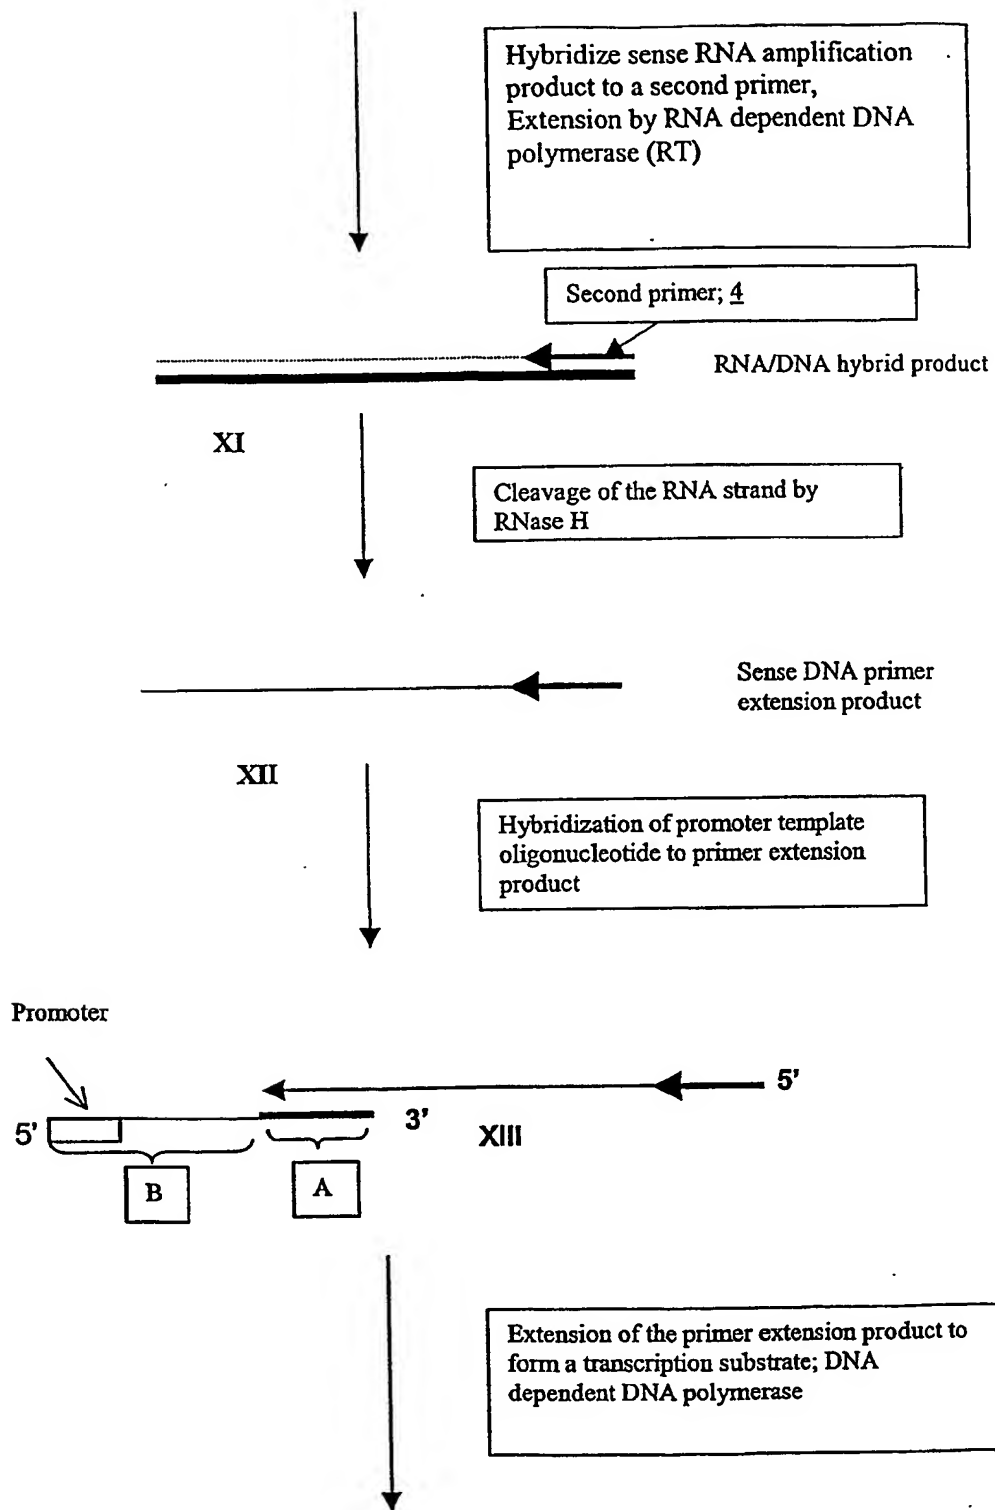 Hybridize sense RNA amplification
product to a second primer,
Extension by RNA dependent DNA
polymerase (RT)
Second primer; 4
RNA/DNA hybrid product
XI
Cleavage of the RNA strand by
RNase H
Sense DNA primer
extension product
XII
Hybridization of promoter template
oligonucleotide to primer extension
product
Promoter
5'
5'
3'
XIII
B
A
Extension of the primer extension product to
form a transcription substrate; DNA
dependent DNA polymerase